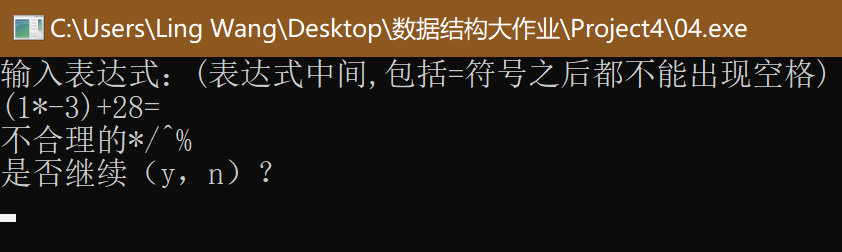 C:\Users\Ling Wang\Desktop\数据结构大作业\Project4\04.exe
输入表达式：(表达式中间,包括=符号之后都不能出现空格)
(1*-3)+28=
不合理的*/^%
是否继续（y，n）？